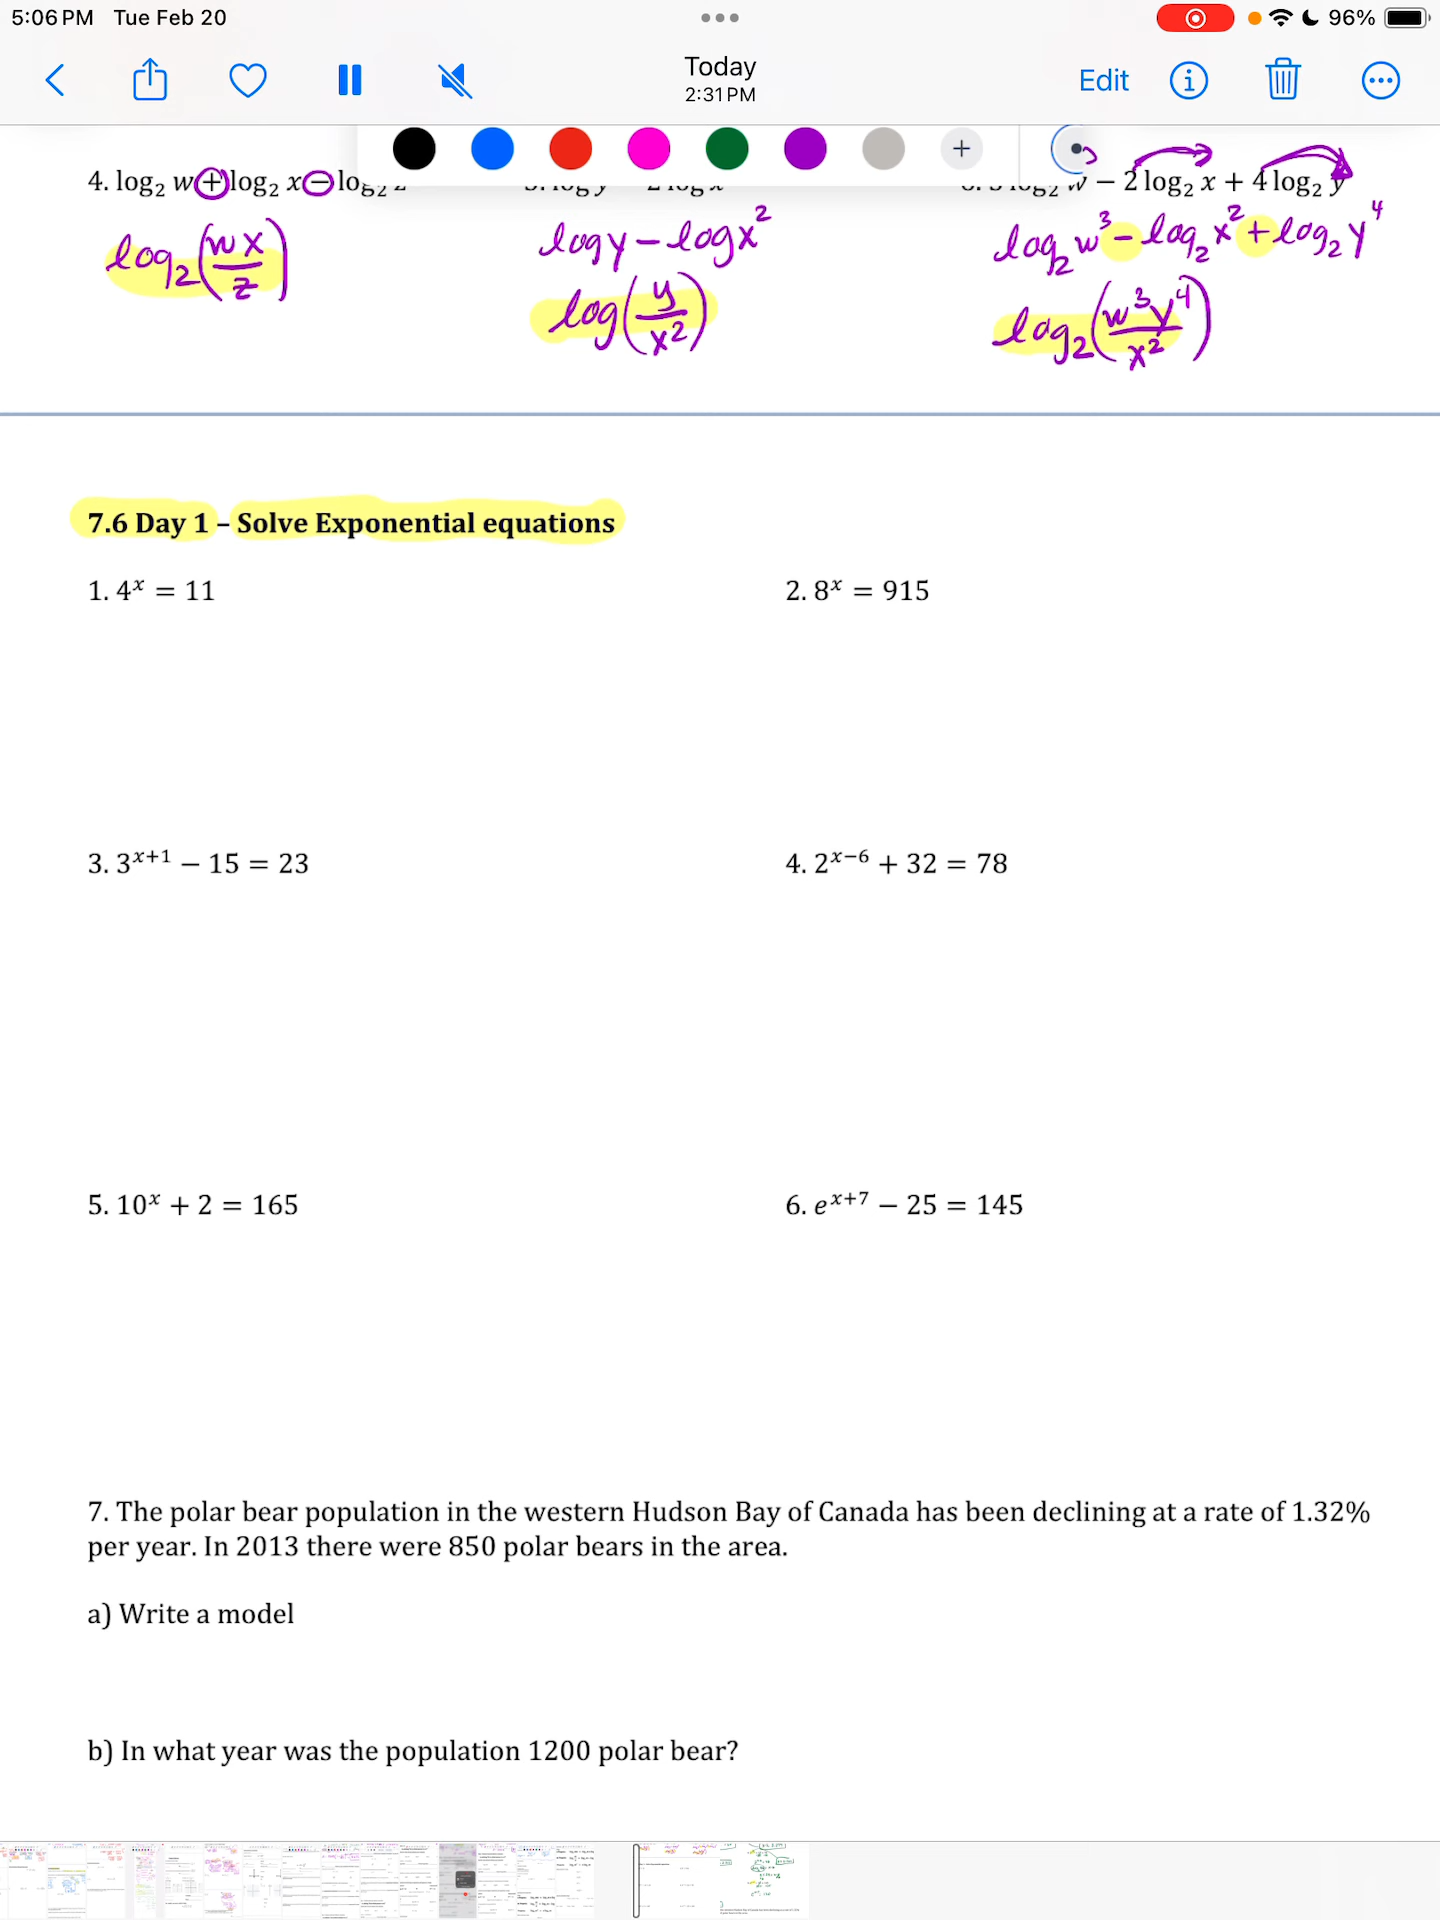 5:06 PM Tue Feb 20
96%
Today
2:31 PM
Edit
4. log₂ w + log₂ x −
− 2 log₂ x + 4 log₂ y
log₂(wx/z)
log y − log x²
log(y/x²)
log₂ w³ − log₂ x² + log₂ y⁴
log₂(w³y⁴/x²)
7.6 Day 1 – Solve Exponential equations
1. 4ˣ = 11
2. 8ˣ = 915
3. 3ˣ⁺¹ − 15 = 23
4. 2ˣ⁻⁶ + 32 = 78
5. 10ˣ + 2 = 165
6. eˣ⁺⁷ − 25 = 145
7. The polar bear population in the western Hudson Bay of Canada has been declining at a rate of 1.32%
per year. In 2013 there were 850 polar bears in the area.
a) Write a model
b) In what year was the population 1200 polar bear?